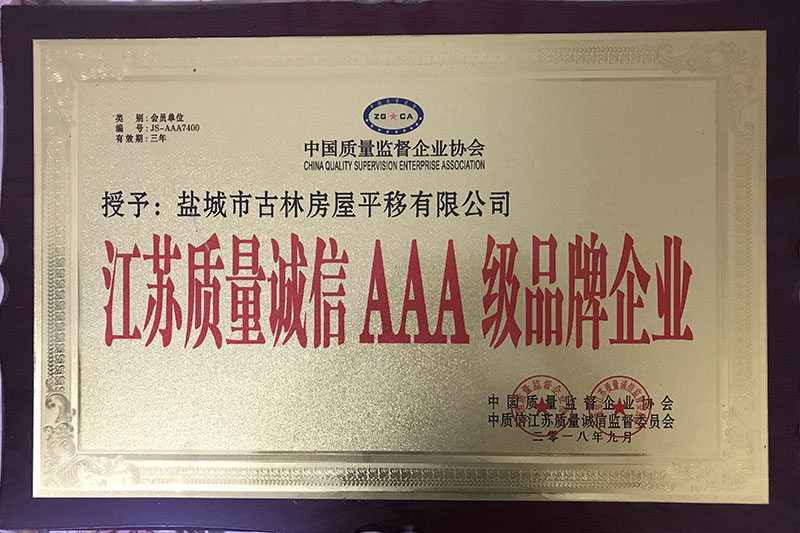 类 别：会员单位
编 号：JS-AAA7400
有效期：三年
ZG★CA
中国质量监督企业协会
CHINA QUALITY SUPERVISION ENTERPRISE ASSOCIATION
授予：盐城市古林房屋平移有限公司
江苏质量诚信AAA级品牌企业
中国质量监督企业协会
中质信江苏质量诚信监督委员会
二零一八年九月